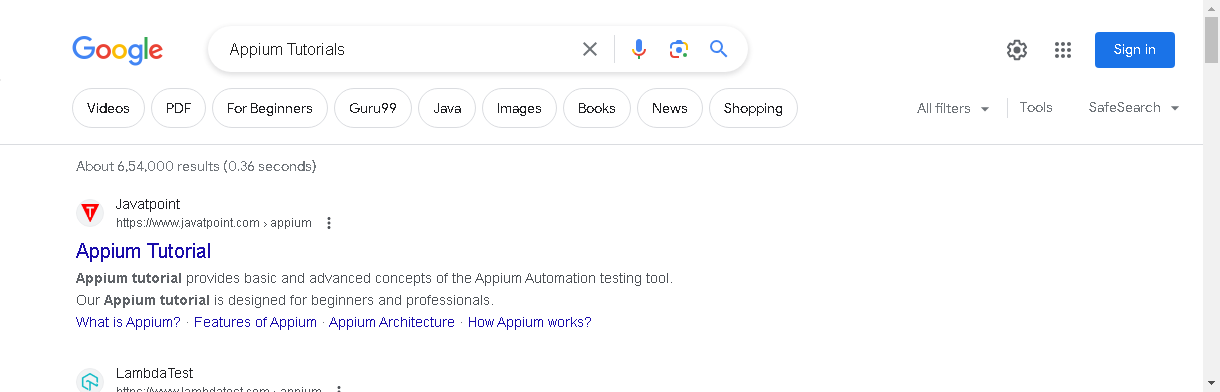 Google
Appium Tutorials
Sign in
Videos PDF For Beginners Guru99 Java Images Books News Shopping All filters Tools SafeSearch
About 6,54,000 results (0.36 seconds)
Javatpoint
https://www.javatpoint.com › appium
Appium Tutorial
Appium tutorial provides basic and advanced concepts of the Appium Automation testing tool.
Our Appium tutorial is designed for beginners and professionals.
What is Appium? · Features of Appium · Appium Architecture · How Appium works?
LambdaTest
https://www.lambdatest.com › appium